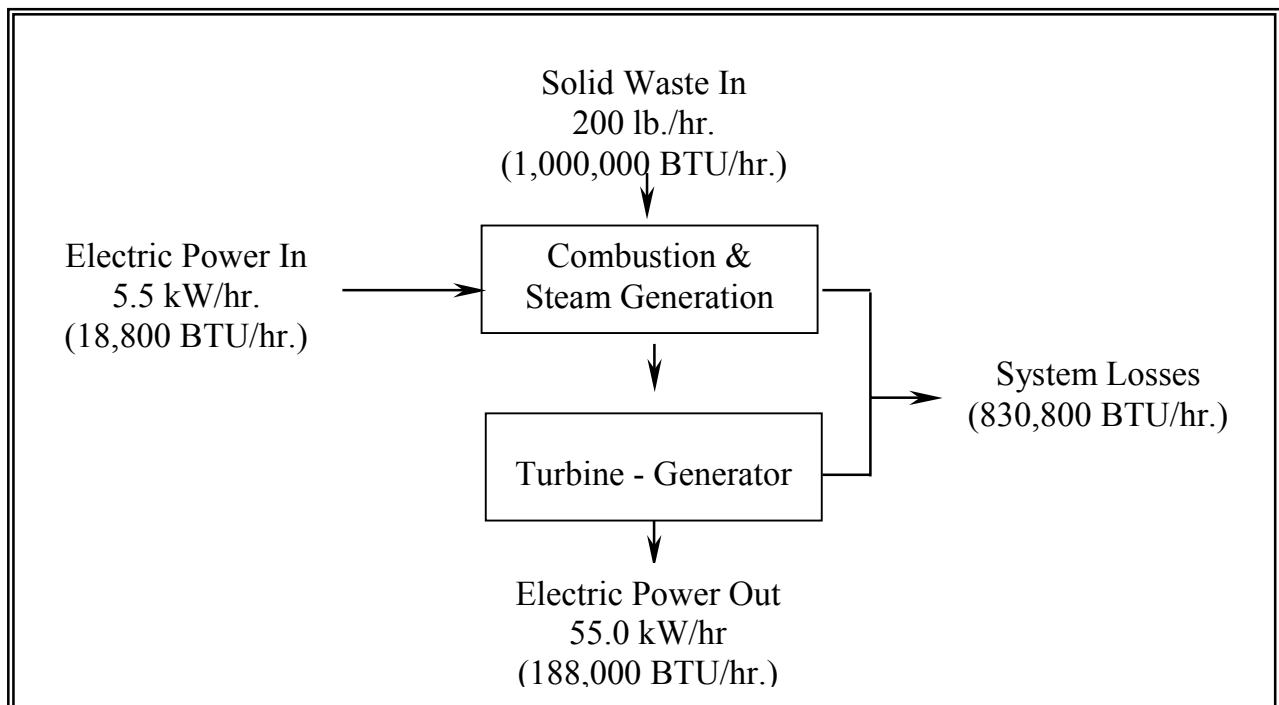 Solid Waste In
200 lb./hr.
(1,000,000 BTU/hr.)
Electric Power In
5.5 kW/hr.
(18,800 BTU/hr.)
Combustion &
Steam Generation
System Losses
(830,800 BTU/hr.)
Turbine - Generator
Electric Power Out
55.0 kW/hr
(188,000 BTU/hr.)